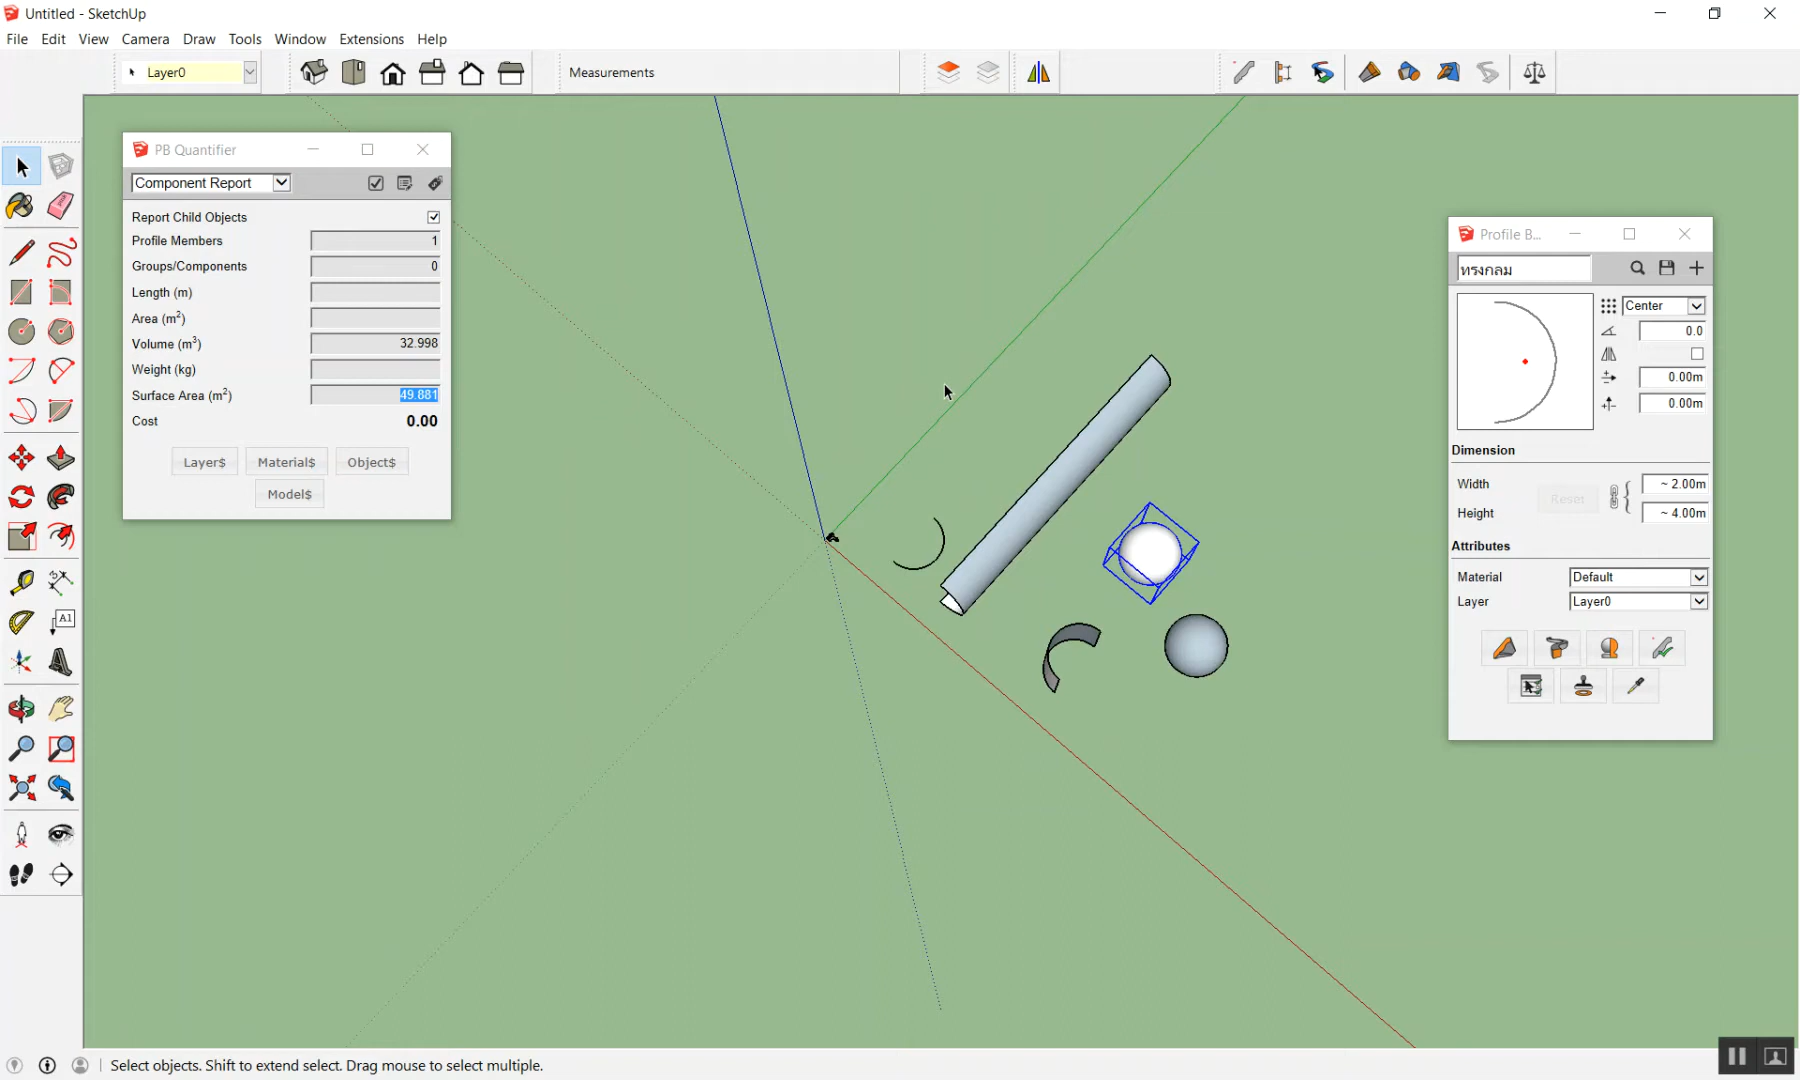 Untitled - SketchUp
File Edit View Camera Draw Tools Window Extensions Help
Layer0
Measurements
PB Quantifier
Component Report
Report Child Objects
Profile Members 1
Groups/Components 0
Length (m)
Area (m²)
Volume (m³) 32.998
Weight (kg)
Surface Area (m²) 49.881
Cost 0.00
Layer$ Material$ Object$
Model$
Profile B...
ทรงกลม
Center
0.0
0.00m
0.00m
Dimension
Width ~ 2.00m
Reset
Height ~ 4.00m
Attributes
Material Default
Layer Layer0
A1
Select objects. Shift to extend select. Drag mouse to select multiple.